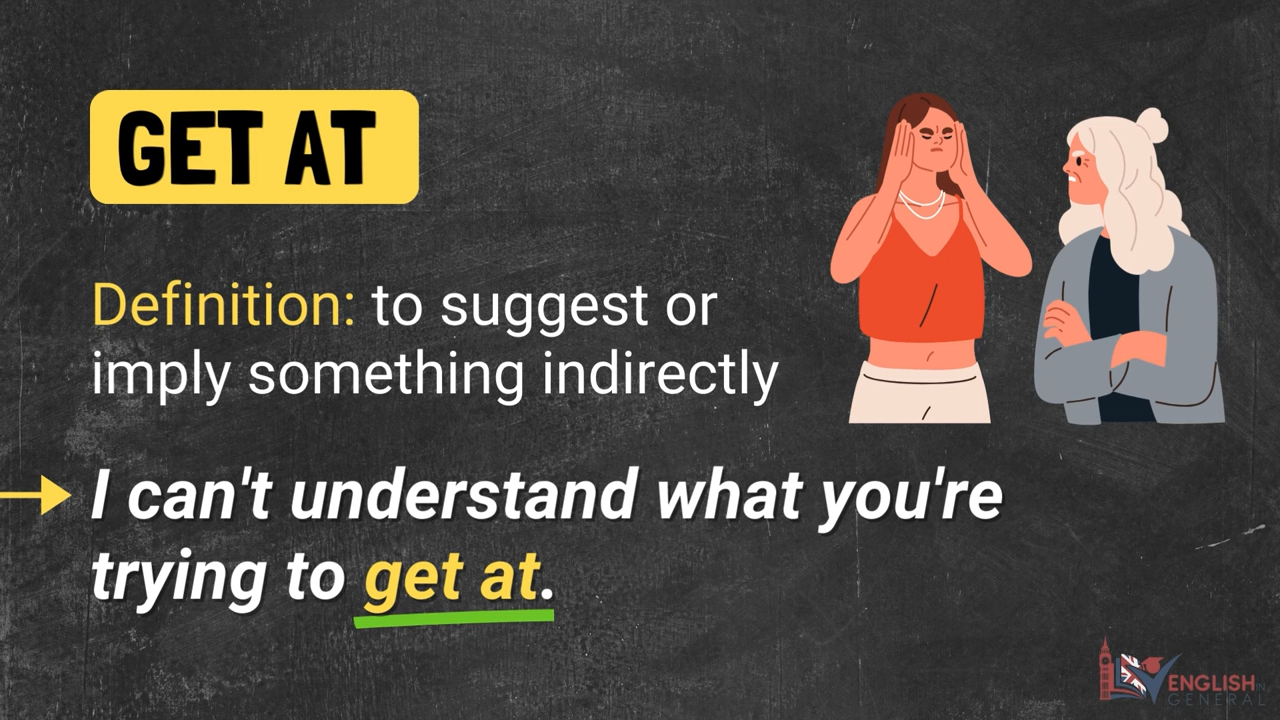 GET AT
Definition: to suggest or
imply something indirectly
I can't understand what you're
trying to get at.
ENGLISH IN
GENERAL